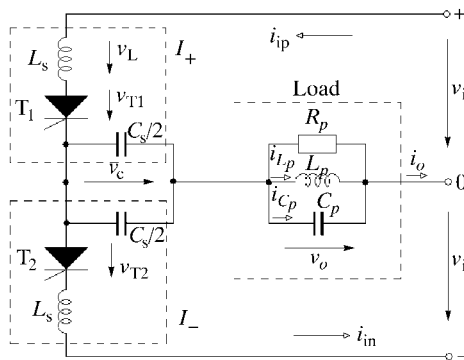 +
i_ip
L_s
v_L
I_+
v_T1
T_1
v_i
Load
R_p
C_s/2
i_Lp
L_p
i_o
v_c
0
i_Cp
C_p
C_s/2
T_2
v_T2
v_o
v_i
L_s
I_−
i_in
−